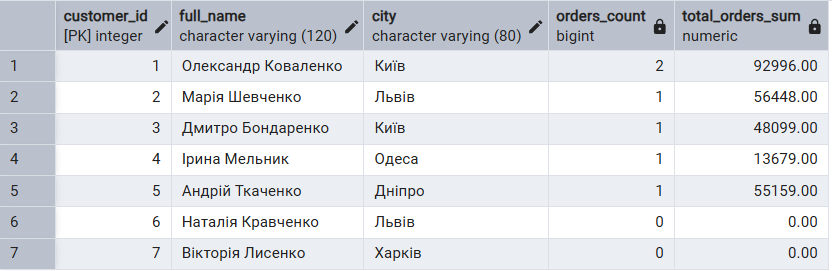 customer_id full_name city orders_count total_orders_sum
[PK] integer character varying (120) character varying (80) bigint numeric
1 1 Олександр Коваленко Київ 2 92996.00
2 2 Марія Шевченко Львів 1 56448.00
3 3 Дмитро Бондаренко Київ 1 48099.00
4 4 Ірина Мельник Одеса 1 13679.00
5 5 Андрій Ткаченко Дніпро 1 55159.00
6 6 Наталія Кравченко Львів 0 0.00
7 7 Вікторія Лисенко Харків 0 0.00